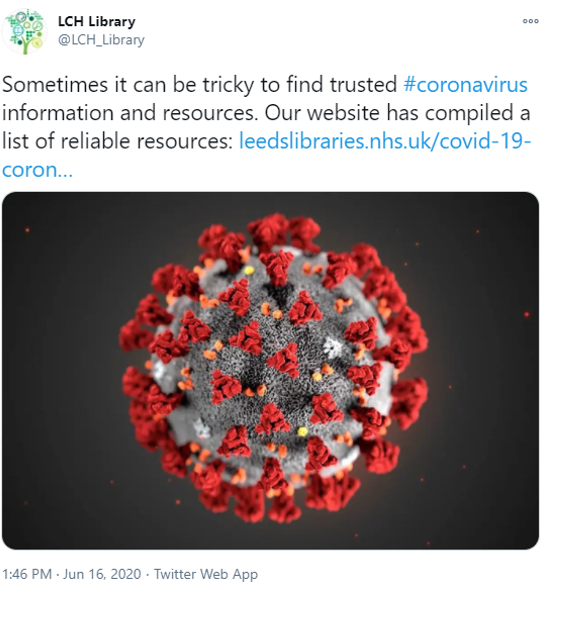 LCH Library
@LCH_Library
Sometimes it can be tricky to find trusted #coronavirus
information and resources. Our website has compiled a
list of reliable resources: leedslibraries.nhs.uk/covid-19-
coron...
1:46 PM · Jun 16, 2020 · Twitter Web App